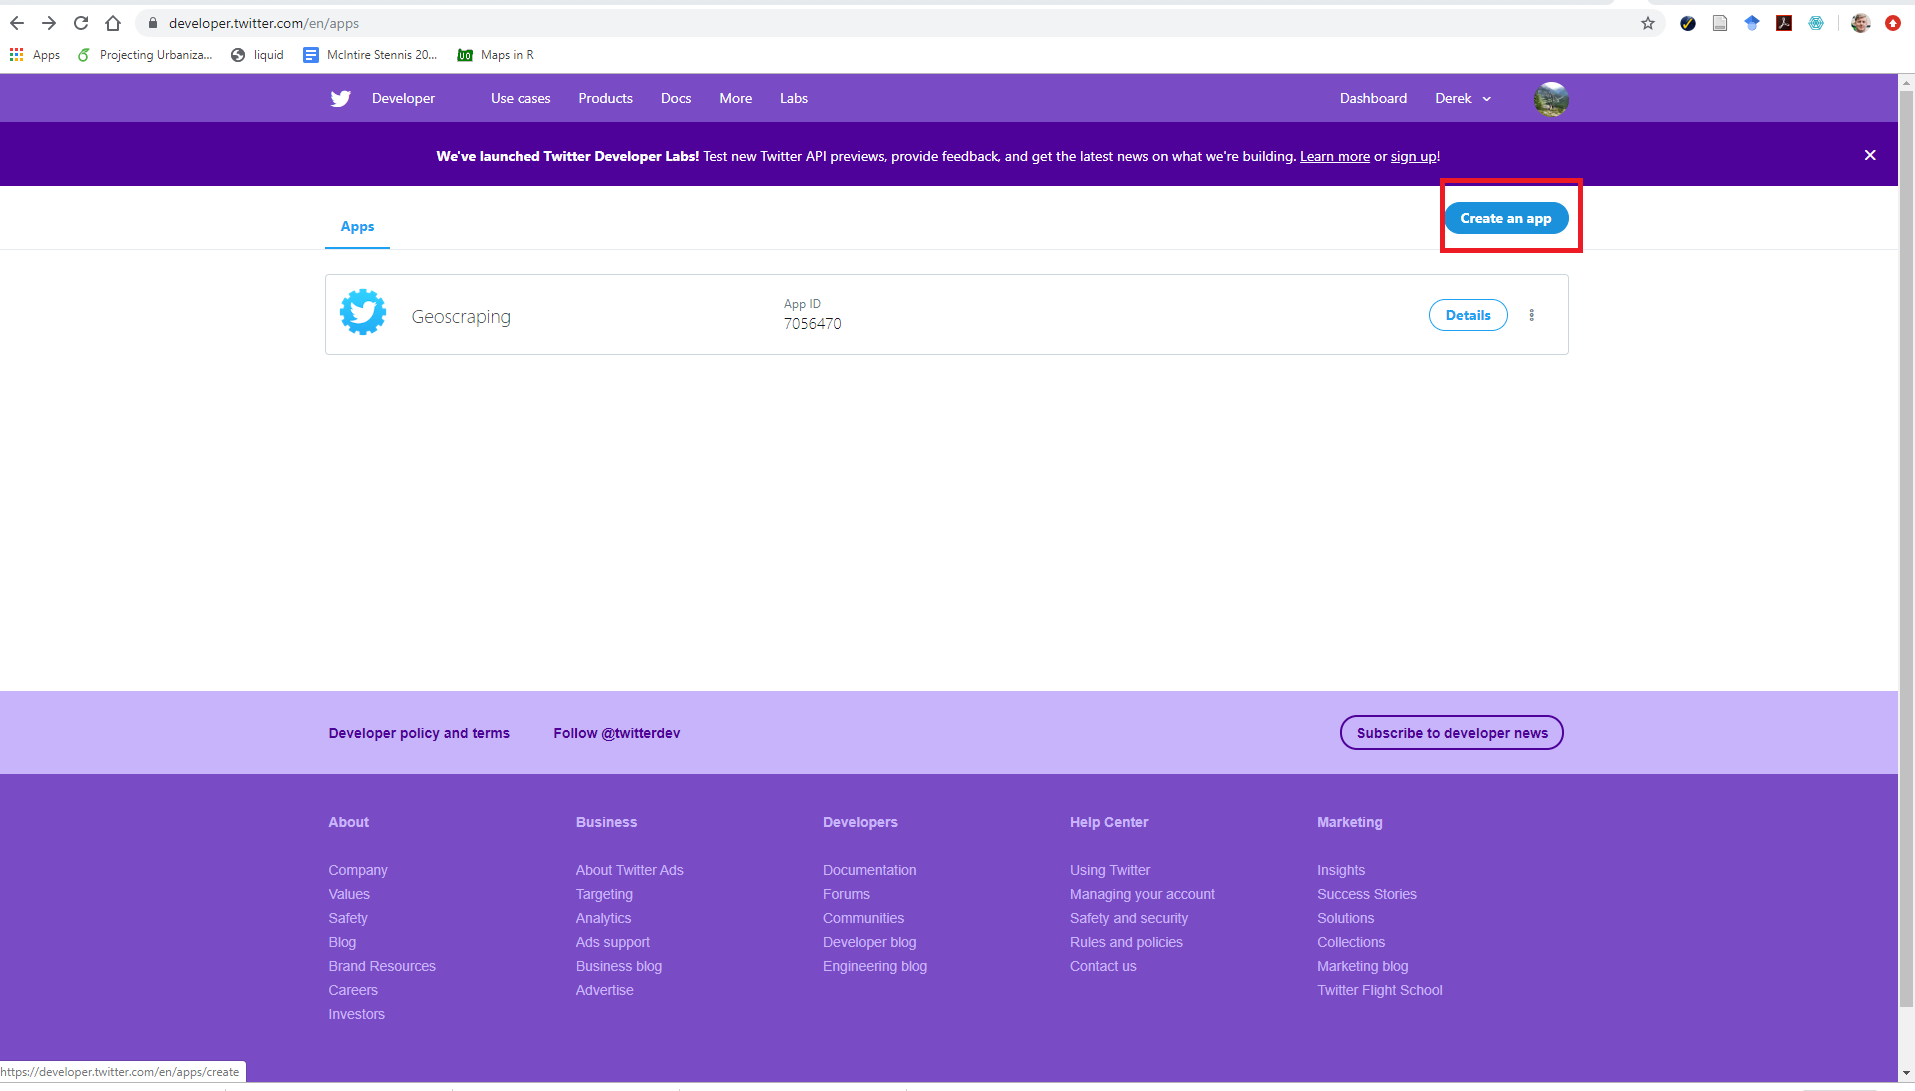 developer.twitter.com/en/apps
Apps Projecting Urbaniza... liquid McIntire Stennis 20... Maps in R
Developer Use cases Products Docs More Labs Dashboard Derek
We've launched Twitter Developer Labs! Test new Twitter API previews, provide feedback, and get the latest news on what we're building. Learn more or sign up!
Apps
Create an app
Geoscraping
App ID
7056470
Details
Developer policy and terms Follow @twitterdev Subscribe to developer news
About
Company
Values
Safety
Blog
Brand Resources
Careers
Investors
Business
About Twitter Ads
Targeting
Analytics
Ads support
Business blog
Advertise
Developers
Documentation
Forums
Communities
Developer blog
Engineering blog
Help Center
Using Twitter
Managing your account
Safety and security
Rules and policies
Contact us
Marketing
Insights
Success Stories
Solutions
Collections
Marketing blog
Twitter Flight School
https://developer.twitter.com/en/apps/create